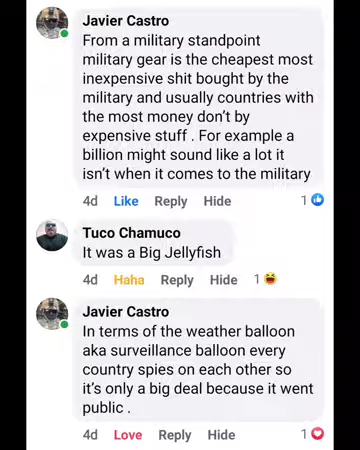 Javier Castro
From a military standpoint
military gear is the cheapest most
inexpensive shit bought by the
military and usually countries with
the most money don't by
expensive stuff . For example a
billion might sound like a lot it
isn't when it comes to the military
4d Like Reply Hide 1
Tuco Chamuco
It was a Big Jellyfish
4d Haha Reply Hide 1
Javier Castro
In terms of the weather balloon
aka surveillance balloon every
country spies on each other so
it's only a big deal because it went
public .
4d Love Reply Hide 1